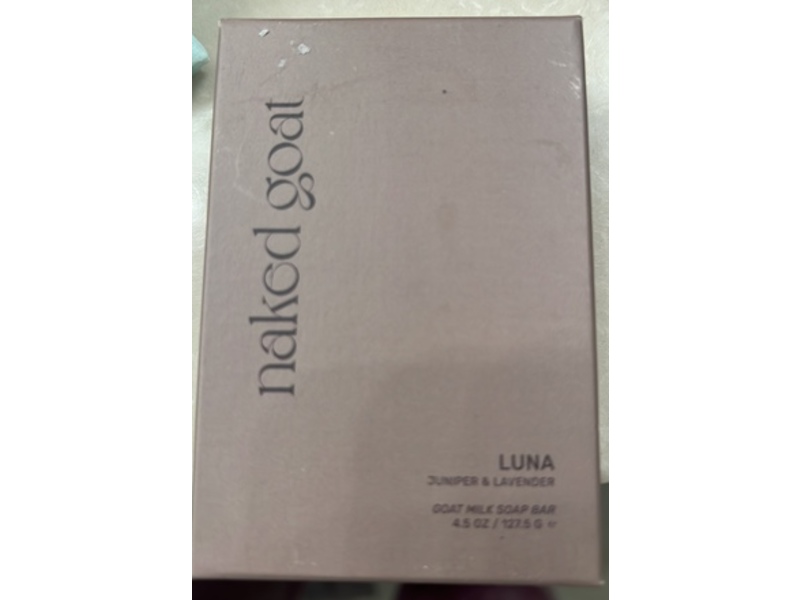 naked goat
LUNA
JUNIPER & LAVENDER
GOAT MILK SOAP BAR
4.5 OZ / 127.5 G e